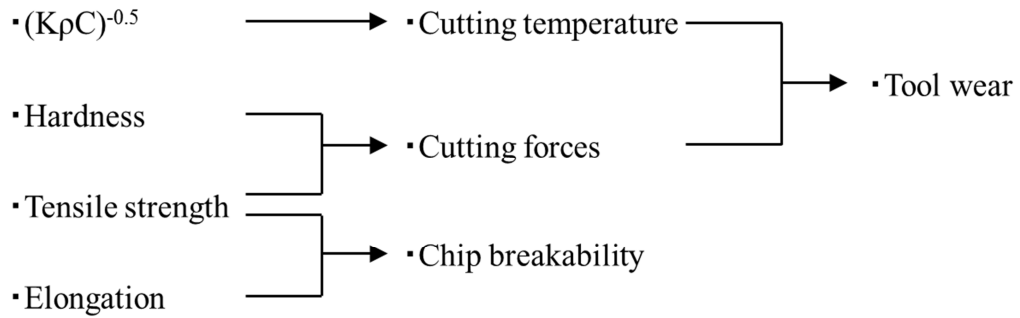 ·(KρC)-0.5
·Cutting temperature
·Tool wear
·Hardness
·Cutting forces
·Tensile strength
·Chip breakability
·Elongation